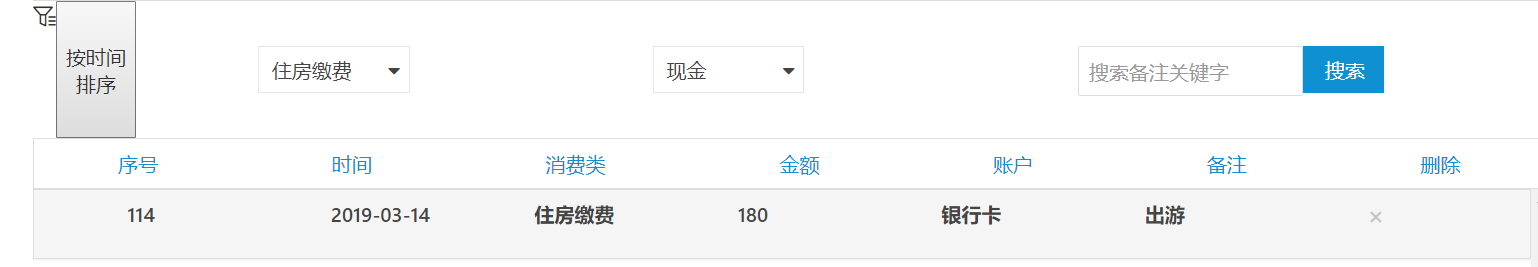 按时间
排序
住房缴费
现金
搜索备注关键字
搜索
序号 时间 消费类 金额 账户 备注 删除
114 2019-03-14 住房缴费 180 银行卡 出游 ×